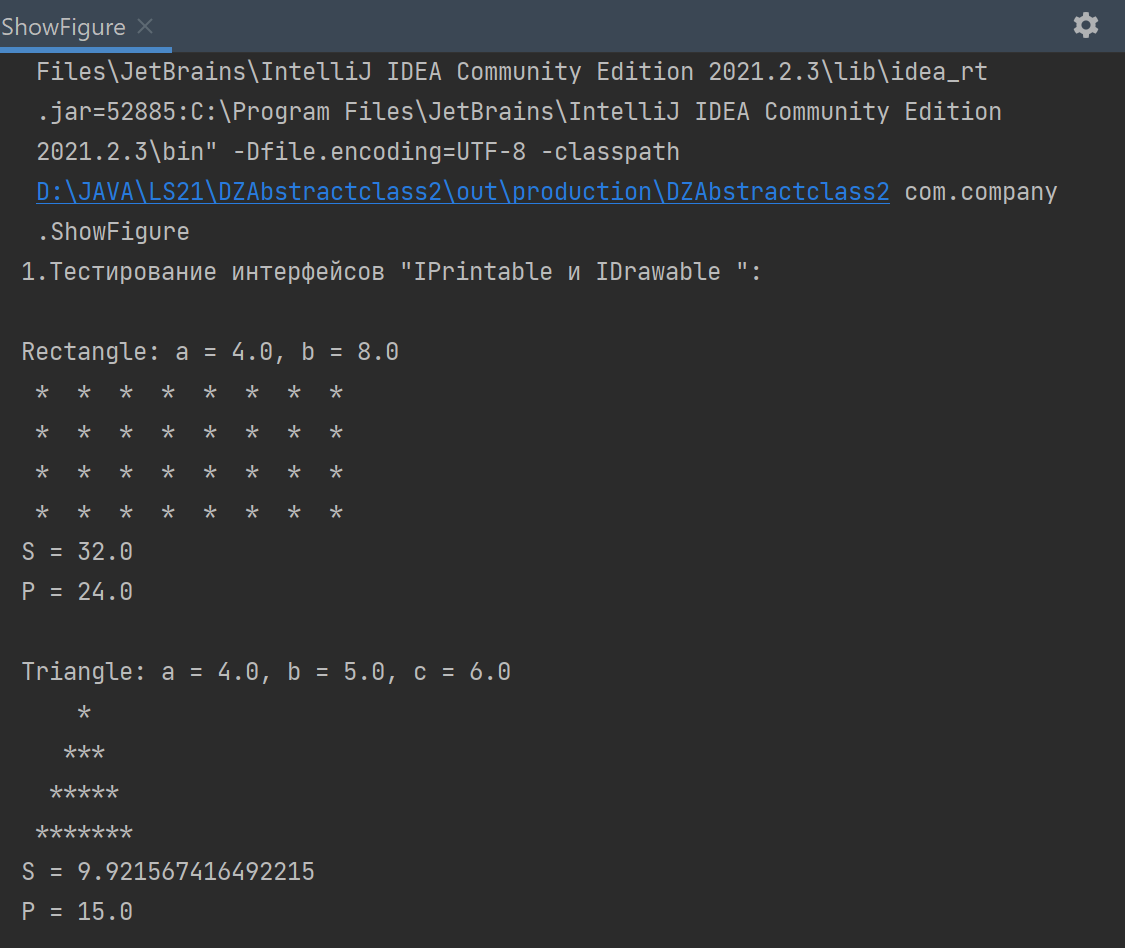 ShowFigure
Files\JetBrains\IntelliJ IDEA Community Edition 2021.2.3\lib\idea_rt
.jar=52885:C:\Program Files\JetBrains\IntelliJ IDEA Community Edition
2021.2.3\bin" -Dfile.encoding=UTF-8 -classpath
D:\JAVA\LS21\DZAbstractclass2\out\production\DZAbstractclass2 com.company
.ShowFigure
1.Тестирование интерфейсов "IPrintable и IDrawable ":
Rectangle: a = 4.0, b = 8.0
*  *  *  *  *  *  *  *
*  *  *  *  *  *  *  *
*  *  *  *  *  *  *  *
*  *  *  *  *  *  *  *
S = 32.0
P = 24.0
Triangle: a = 4.0, b = 5.0, c = 6.0
*
***
*****
*******
S = 9.921567416492215
P = 15.0